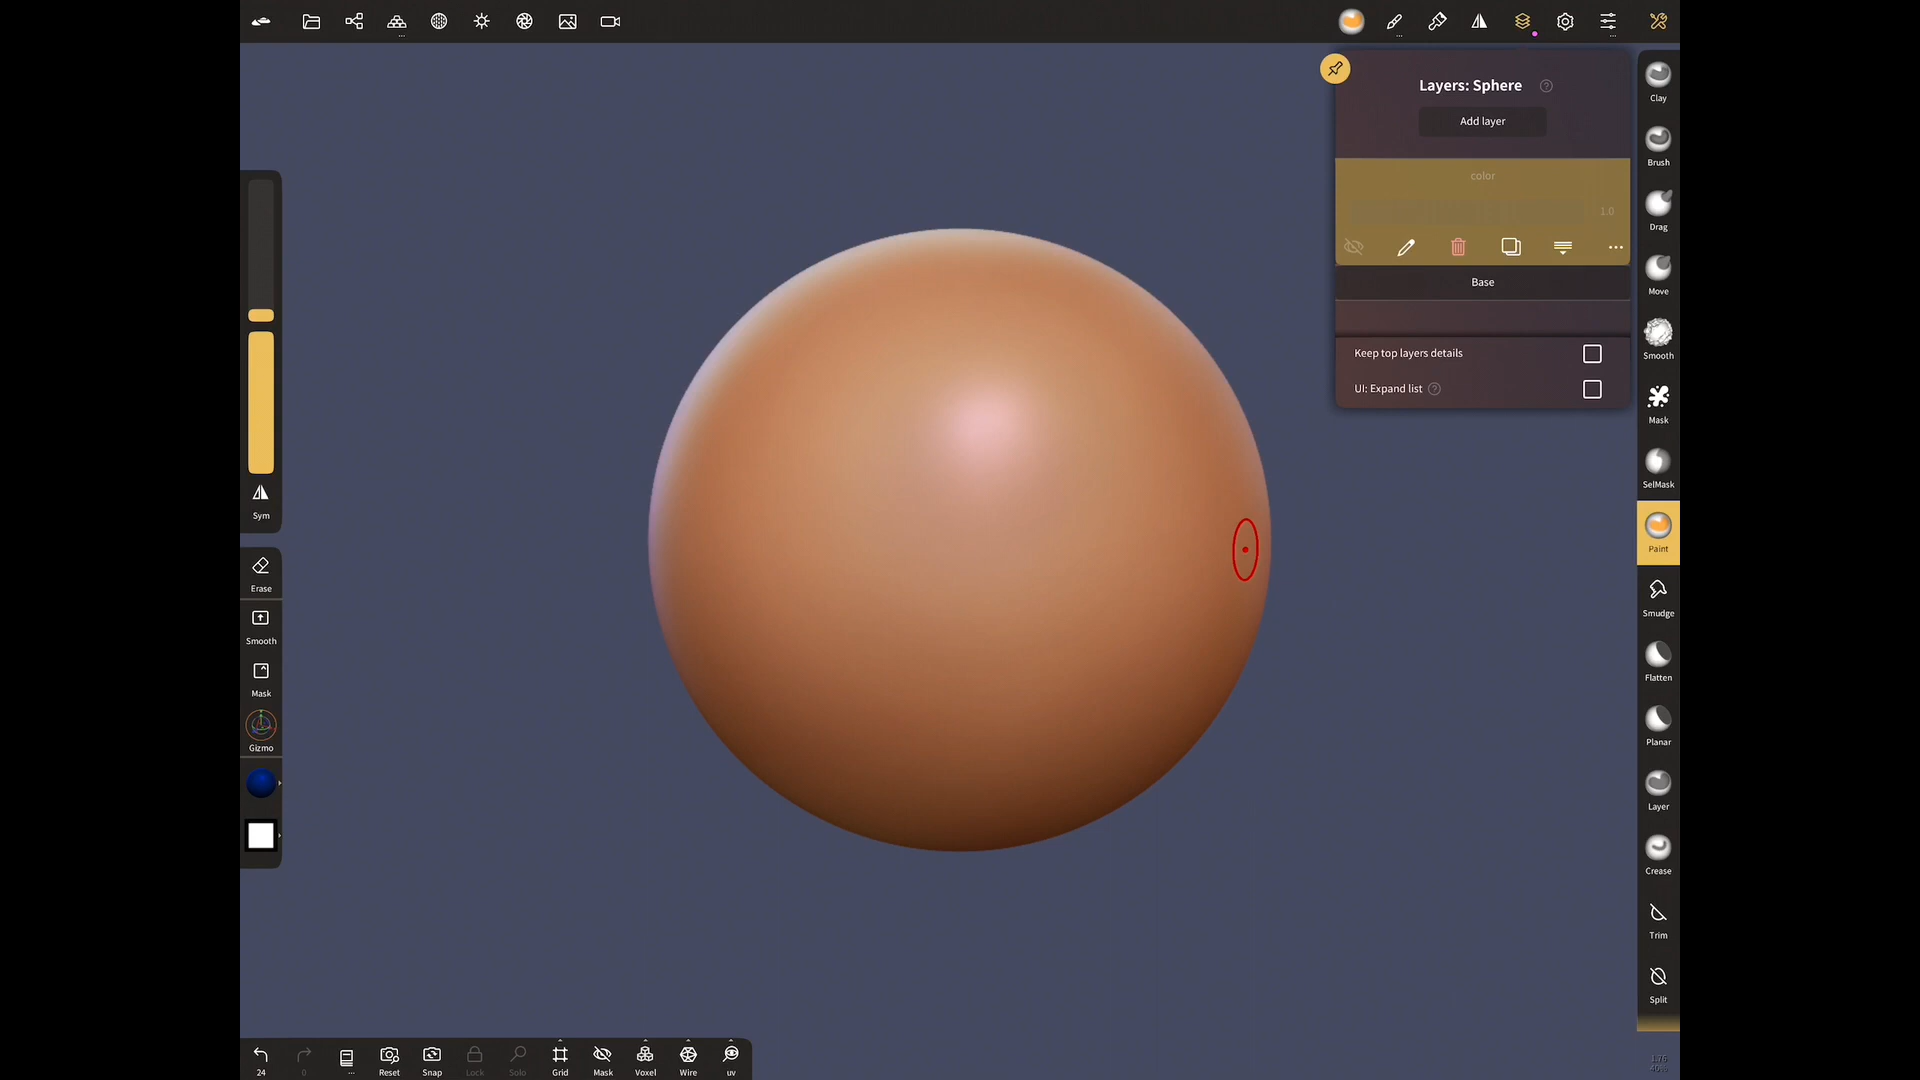 Layers: Sphere
Add layer
color
1.0
Base
Keep top layers details
UI: Expand list
Clay
Brush
Drag
Move
Smooth
Mask
SelMask
Paint
Smudge
Flatten
Planar
Layer
Crease
Trim
Split
Sym
Erase
Smooth
Mask
Gizmo
24
0
...
Reset
Snap
Lock
Solo
Grid
Mask
Voxel
Wire
uv